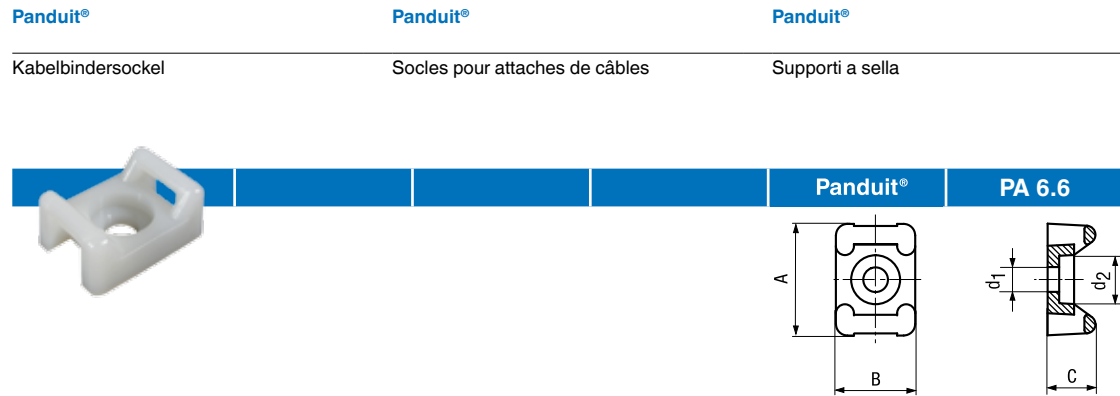 Panduit® Panduit® Panduit®
Kabelbindersockel Socles pour attaches de câbles Supporti a sella
Panduit® PA 6.6
A
d1
d2
B
C